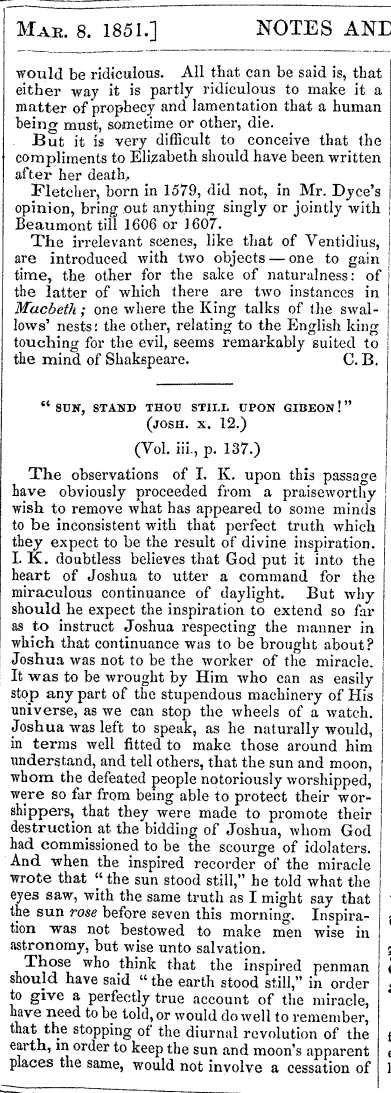 MAR. 8. 1851.] NOTES AND
would be ridiculous. All that can be said is, that
either way it is partly ridiculous to make it a
matter of prophecy and lamentation that a human
being must, sometime or other, die.
But it is very difficult to conceive that the
compliments to Elizabeth should have been written
after her death.
Fletcher, born in 1579, did not, in Mr. Dyce's
opinion, bring out anything singly or jointly with
Beaumont till 1606 or 1607.
The irrelevant scenes, like that of Ventidius,
are introduced with two objects — one to gain
time, the other for the sake of naturalness: of
the latter of which there are two instances in
Macbeth; one where the King talks of the swal-
lows' nests: the other, relating to the English king
touching for the evil, seems remarkably suited to
the mind of Shakspeare. C. B.
"SUN, STAND THOU STILL UPON GIBEON!"
(JOSH. X. 12.)
(Vol. iii., p. 137.)
The observations of I. K. upon this passage
have obviously proceeded from a praiseworthy
wish to remove what has appeared to some minds
to be inconsistent with that perfect truth which
they expect to be the result of divine inspiration.
I. K. doubtless believes that God put it into the
heart of Joshua to utter a command for the
miraculous continuance of daylight. But why
should he expect the inspiration to extend so far
as to instruct Joshua respecting the manner in
which that continuance was to be brought about?
Joshua was not to be the worker of the miracle.
It was to be wrought by Him who can as easily
stop any part of the stupendous machinery of His
universe, as we can stop the wheels of a watch.
Joshua was left to speak, as he naturally would,
in terms well fitted to make those around him
understand, and tell others, that the sun and moon,
whom the defeated people notoriously worshipped,
were so far from being able to protect their wor-
shippers, that they were made to promote their
destruction at the bidding of Joshua, whom God
had commissioned to be the scourge of idolaters.
And when the inspired recorder of the miracle
wrote that "the sun stood still," he told what the
eyes saw, with the same truth as I might say that
the sun rose before seven this morning. Inspira-
tion was not bestowed to make men wise in
astronomy, but wise unto salvation.
Those who think that the inspired penman
should have said "the earth stood still," in order
to give a perfectly true account of the miracle,
have need to be told, or would do well to remember,
that the stopping of the diurnal revolution of the
earth, in order to keep the sun and moon's apparent
places the same, would not involve a cessation of